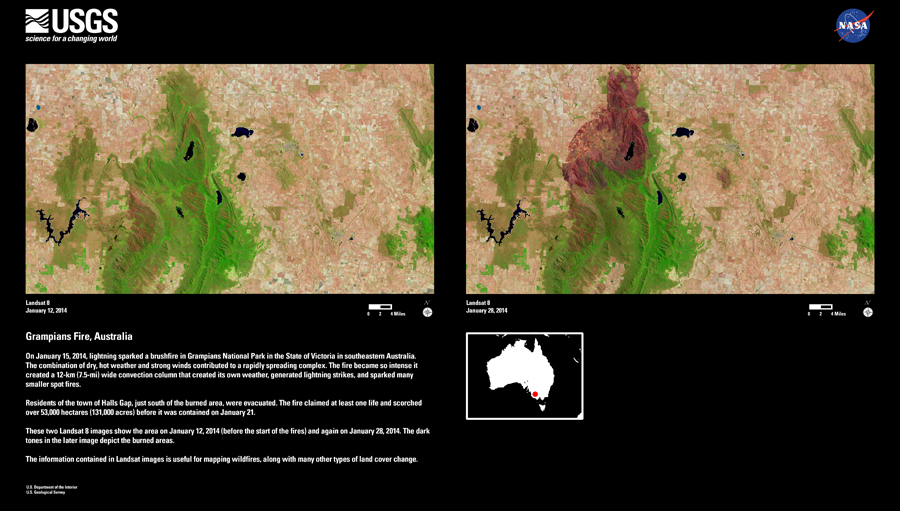 USGS
science for a changing world
NASA
Landsat 8
January 12, 2014
N
0 2 4 Miles
Landsat 8
January 28, 2014
N
0 2 4 Miles
Grampians Fire, Australia
On January 15, 2014, lightning sparked a brushfire in Grampians National Park in the State of Victoria in southeastern Australia.
The combination of dry, hot weather and strong winds contributed to a rapidly spreading complex. The fire became so intense it
created a 12-km (7.5-mi) wide convection column that created its own weather, generated lightning strikes, and sparked many
smaller spot fires.
Residents of the town of Halls Gap, just south of the burned area, were evacuated. The fire claimed at least one life and scorched
over 53,000 hectares (131,000 acres) before it was contained on January 21.
These two Landsat 8 images show the area on January 12, 2014 (before the start of the fires) and again on January 28, 2014. The dark
tones in the later image depict the burned areas.
The information contained in Landsat images is useful for mapping wildfires, along with many other types of land cover change.
U.S. Department of the Interior
U.S. Geological Survey